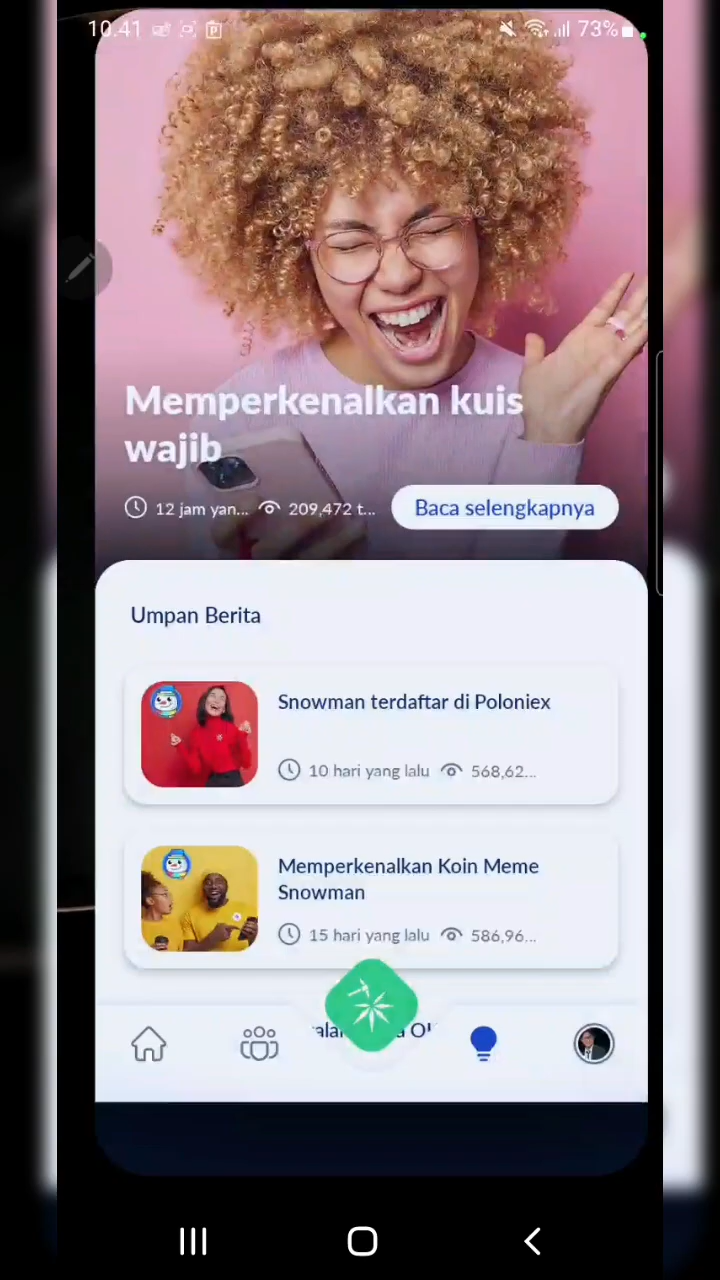 10.41
73%
Memperkenalkan kuis
wajib
12 jam yan... 209,472 t... Baca selengkapnya
Umpan Berita
Snowman terdaftar di Poloniex
10 hari yang lalu 568,62...
Memperkenalkan Koin Meme
Snowman
15 hari yang lalu 586,96...